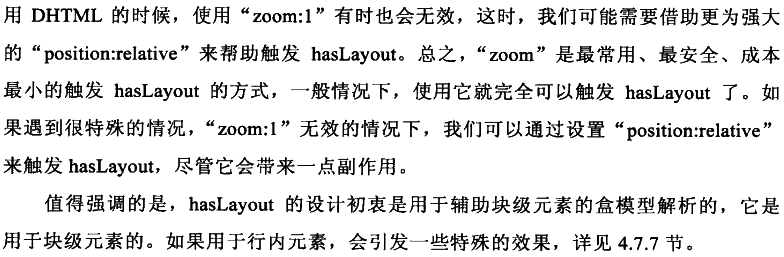 用 DHTML 的时候，使用“zoom:1”有时也会无效，这时，我们可能需要借助更为强大
的“position:relative”来帮助触发 hasLayout。总之，“zoom”是最常用、最安全、成本
最小的触发 hasLayout 的方式，一般情况下，使用它就完全可以触发 hasLayout 了。如
果遇到很特殊的情况，“zoom:1”无效的情况下，我们可以通过设置“position:relative”
来触发 hasLayout，尽管它会带来一点副作用。
值得强调的是，hasLayout 的设计初衷是用于辅助块级元素的盒模型解析的，它是
用于块级元素的。如果用于行内元素，会引发一些特殊的效果，详见 4.7.7 节。